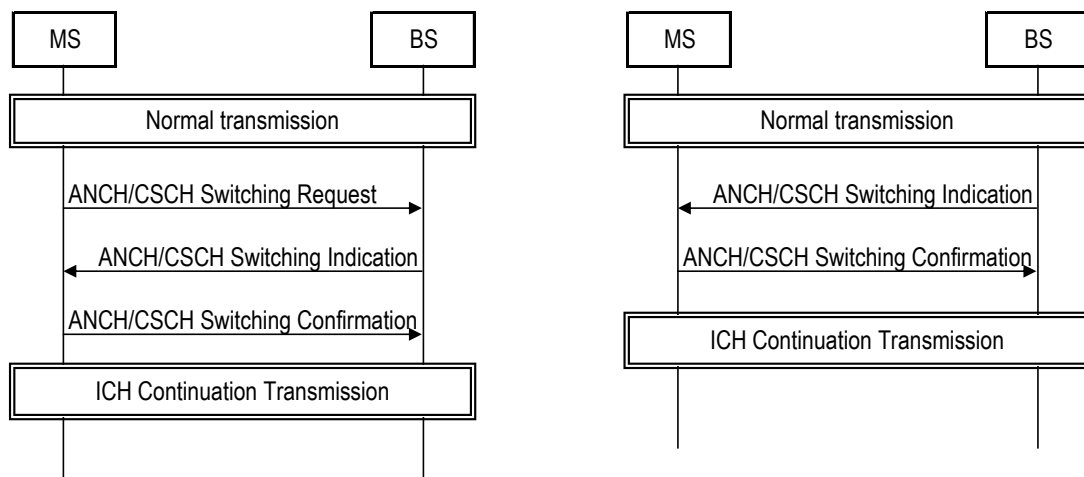 MS
BS
Normal transmission
ANCH/CSCH Switching Request
ANCH/CSCH Switching Indication
ANCH/CSCH Switching Confirmation
ICH Continuation Transmission
MS
BS
Normal transmission
ANCH/CSCH Switching Indication
ANCH/CSCH Switching Confirmation
ICH Continuation Transmission